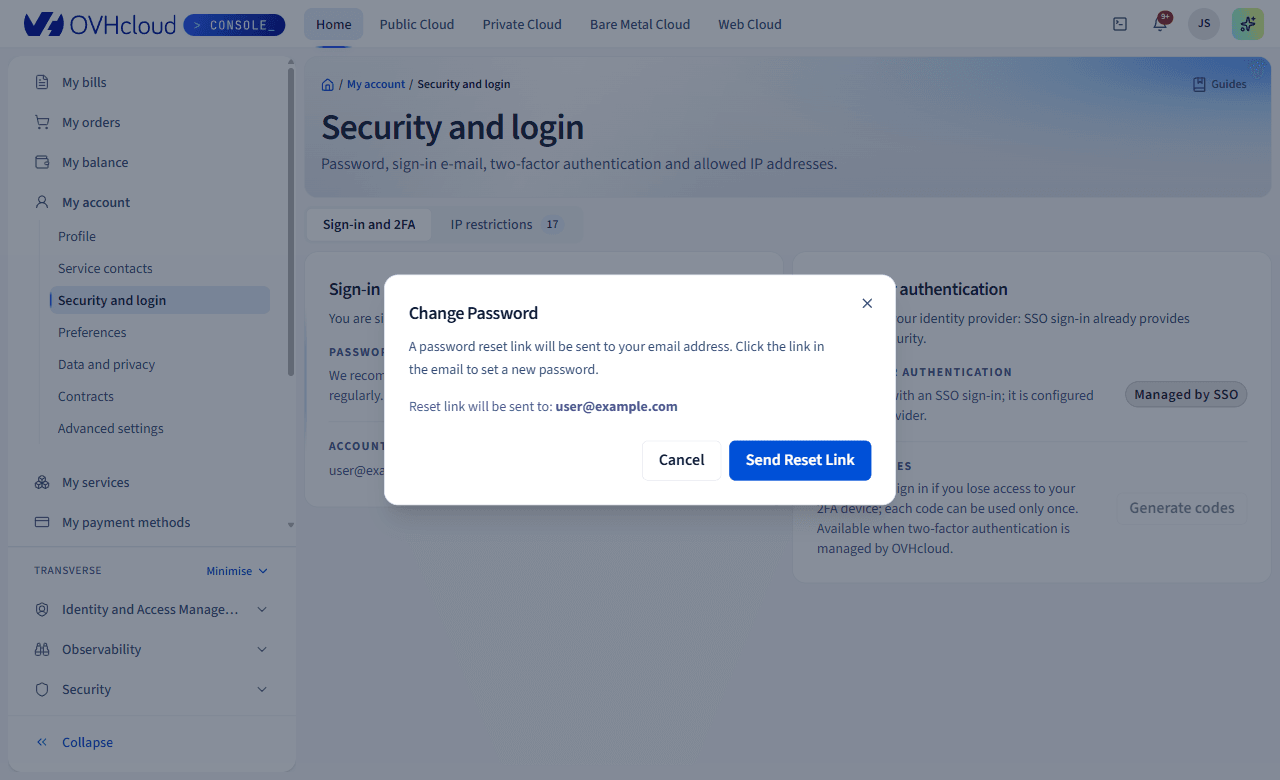 OVHcloud > CONSOLE_ Home Public Cloud Private Cloud Bare Metal Cloud Web Cloud 9+ JS
My bills
My orders
My balance
My account
Profile
Service contacts
Security and login
Preferences
Data and privacy
Contracts
Advanced settings
My services
My payment methods
TRANSVERSE Minimise
Identity and Access Manage...
Observability
Security
Collapse
/ My account / Security and login Guides
Security and login
Password, sign-in e-mail, two-factor authentication and allowed IP addresses.
Sign-in and 2FA IP restrictions 17
Sign-in
You are si
PASSWOR
We recom
regularly.
ACCOUNT
user@exa
Change Password
A password reset link will be sent to your email address. Click the link in
the email to set a new password.
Reset link will be sent to: user@example.com
Cancel Send Reset Link
authentication
our identity provider: SSO sign-in already provides
urity.
AUTHENTICATION
with an SSO sign-in; it is configured
vider.
Managed by SSO
ES
ign in if you lose access to your
2FA device; each code can be used only once.
Available when two-factor authentication is
managed by OVHcloud.
Generate codes